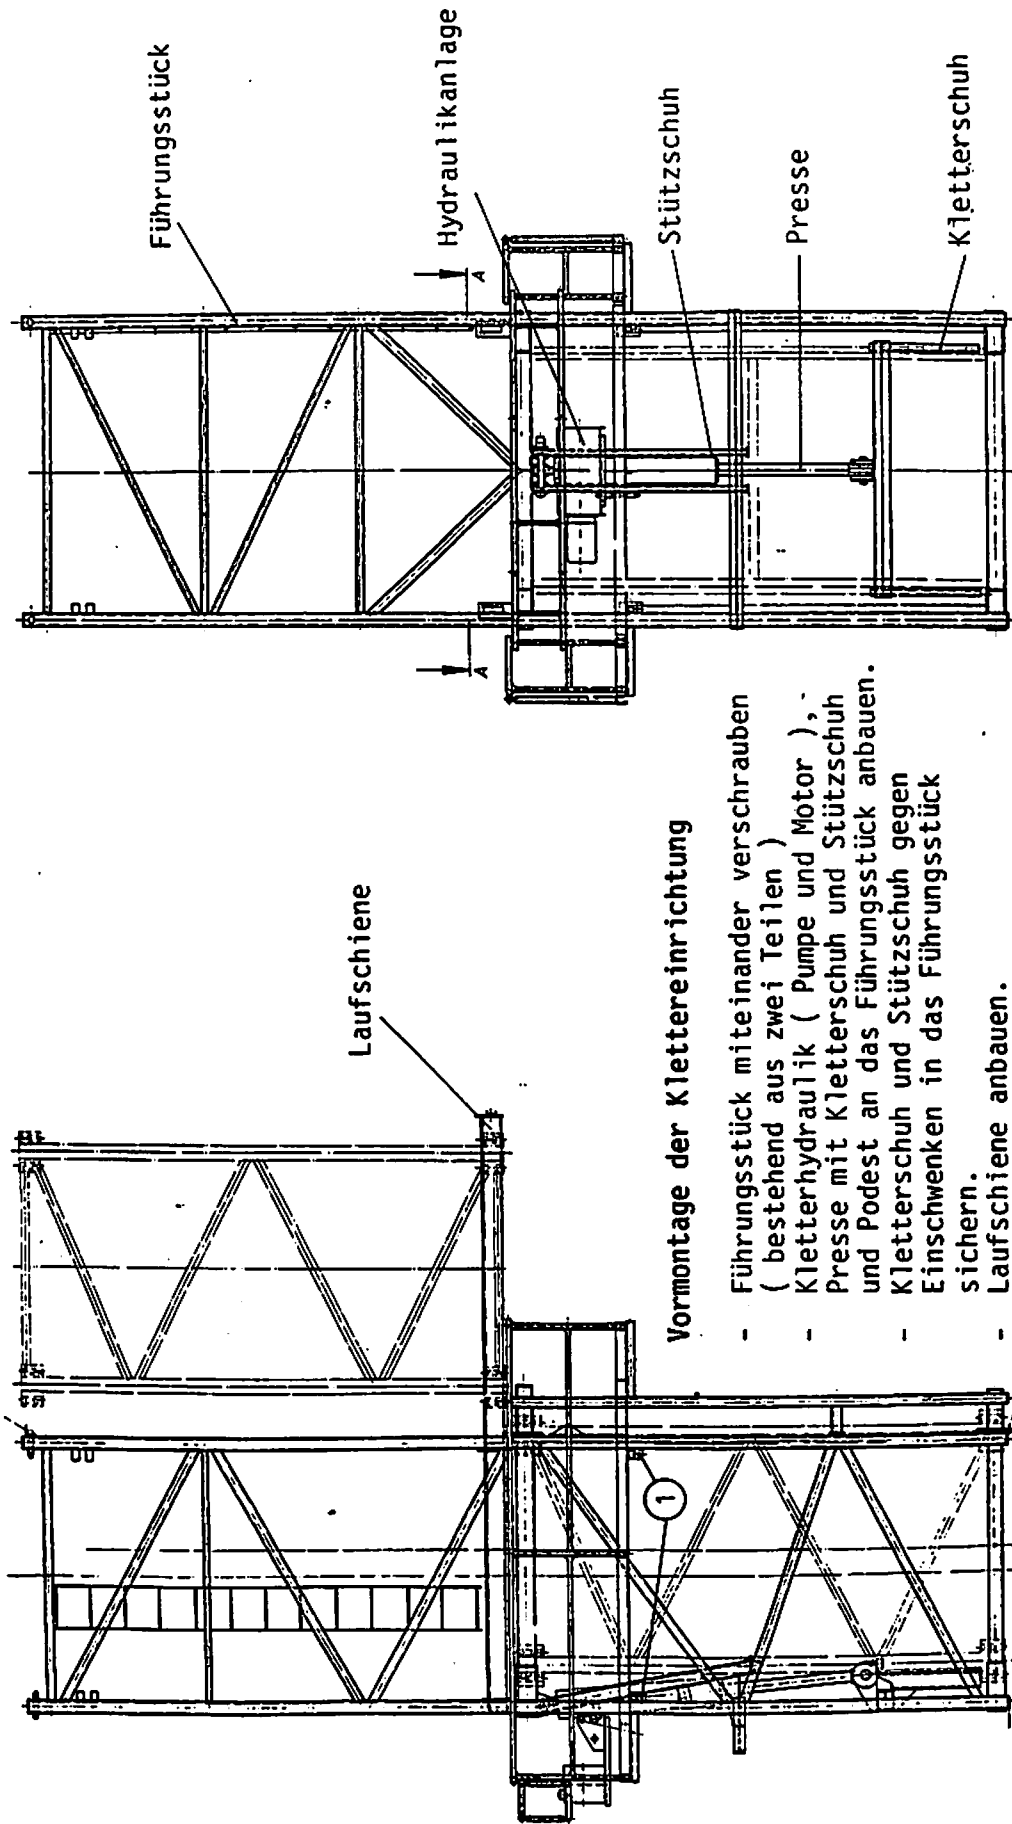 Führungsstück
Hydraulikanlage
Stützschuh
Presse
Kletterschuh
A
A
Laufschiene
1
Vormontage der Klettereinrichtung
- Führungsstück miteinander verschrauben
( bestehend aus zwei Teilen )
- Kletterhydraulik ( Pumpe und Motor ),
Presse mit Kletterschuh und Stützschuh
und Podest an das Führungsstück anbauen.
- Kletterschuh und Stützschuh gegen
Einschwenken in das Führungsstück
sichern.
- Laufschiene anbauen.